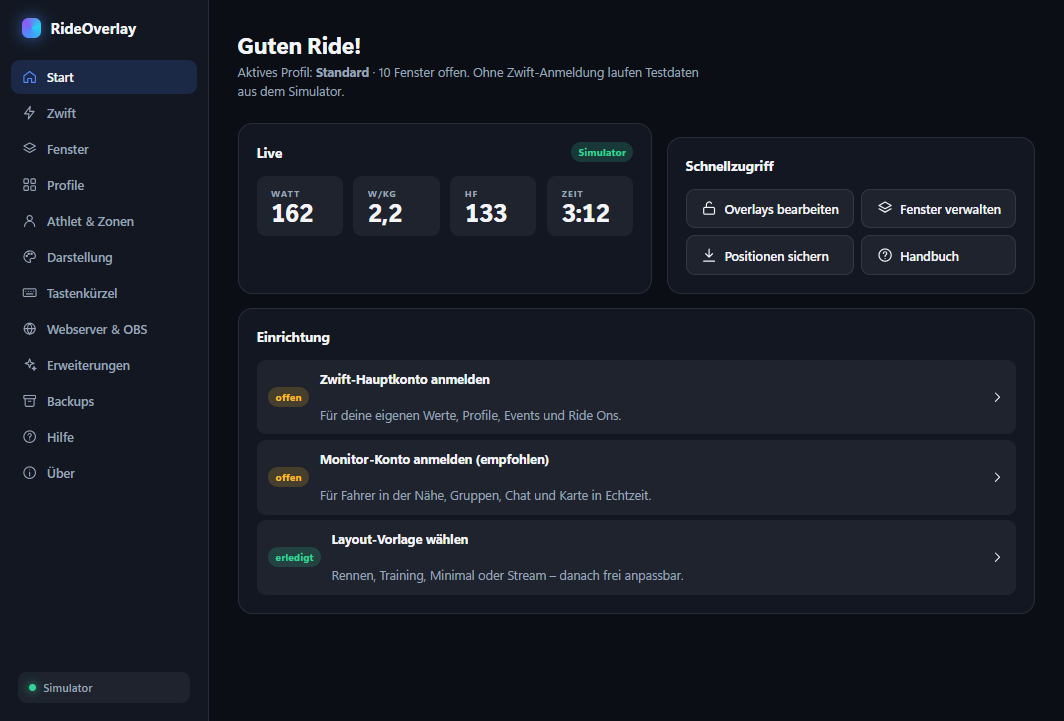 RideOverlay
Start
Zwift
Fenster
Profile
Athlet & Zonen
Darstellung
Tastenkürzel
Webserver & OBS
Erweiterungen
Backups
Hilfe
Über
Simulator
Guten Ride!
Aktives Profil: Standard · 10 Fenster offen. Ohne Zwift-Anmeldung laufen Testdaten
aus dem Simulator.
Live
Simulator
WATT
162
W/KG
2,2
HF
133
ZEIT
3:12
Schnellzugriff
Overlays bearbeiten
Fenster verwalten
Positionen sichern
Handbuch
Einrichtung
offen
Zwift-Hauptkonto anmelden
Für deine eigenen Werte, Profile, Events und Ride Ons.
offen
Monitor-Konto anmelden (empfohlen)
Für Fahrer in der Nähe, Gruppen, Chat und Karte in Echtzeit.
erledigt
Layout-Vorlage wählen
Rennen, Training, Minimal oder Stream – danach frei anpassbar.